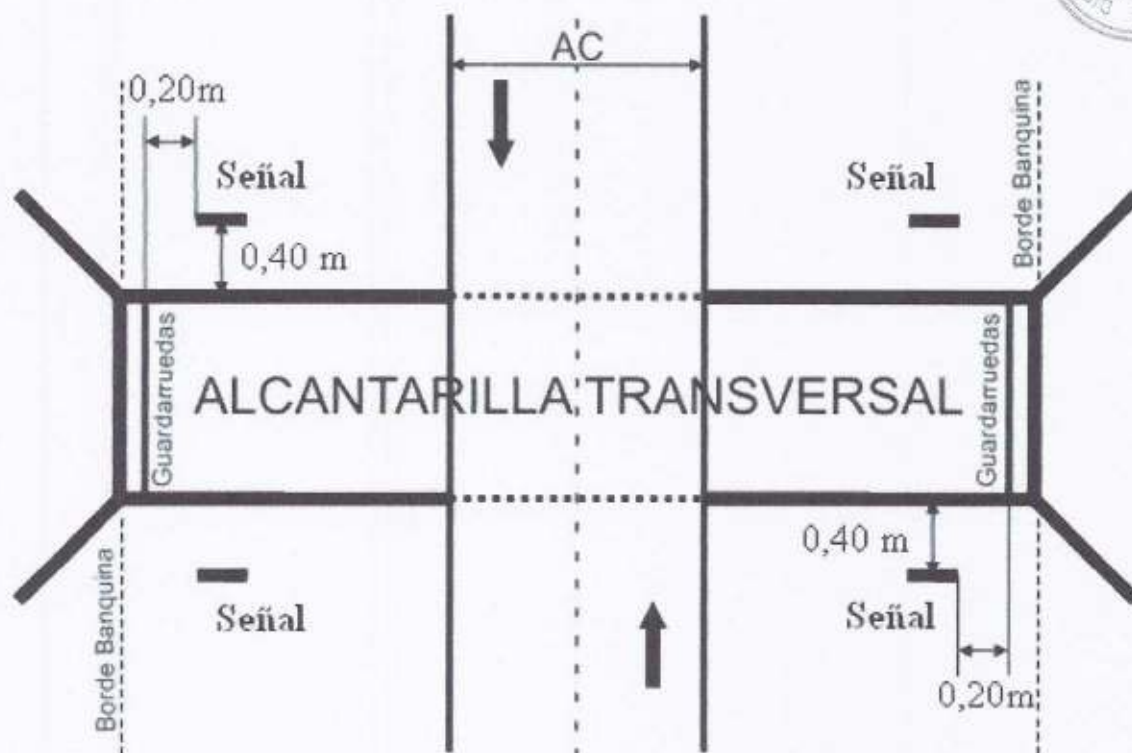 AC
0,20m
Señal
Señal
Borde Banquina
0,40 m
Guardarruedas
ALCANTARILLA TRANSVERSAL
Guardarruedas
0,40 m
Borde Banquina
Señal
Señal
0,20m